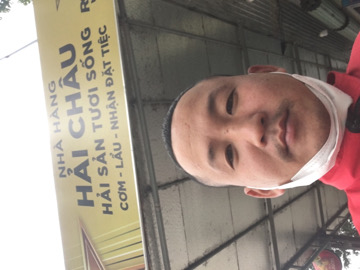 NHÀ HÀNG
HẢI CHÂU
HẢI SẢN TƯƠI SỐNG
CƠM - LẨU - NHẬN ĐẶT TIỆC